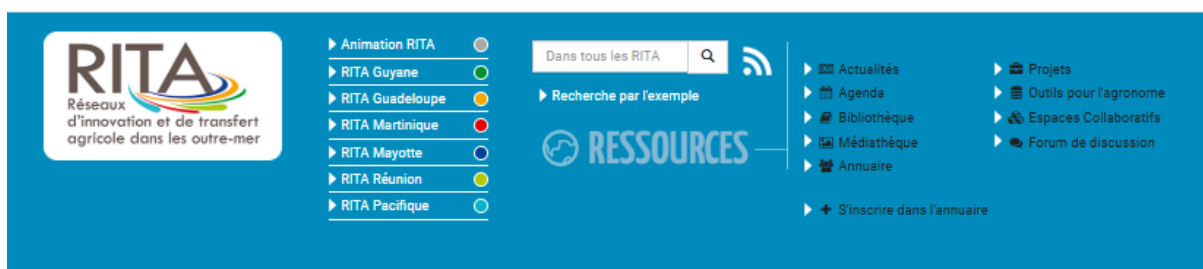 RITA
Réseaux
d'innovation et de transfert
agricole dans les outre-mer
Animation RITA
RITA Guyane
RITA Guadeloupe
RITA Martinique
RITA Mayotte
RITA Réunion
RITA Pacifique
Dans tous les RITA
Recherche par l'exemple
RESSOURCES
Actualités
Agenda
Bibliothèque
Médiathèque
Annuaire
S'inscrire dans l'annuaire
Projets
Outils pour l'agronome
Espaces Collaboratifs
Forum de discussion